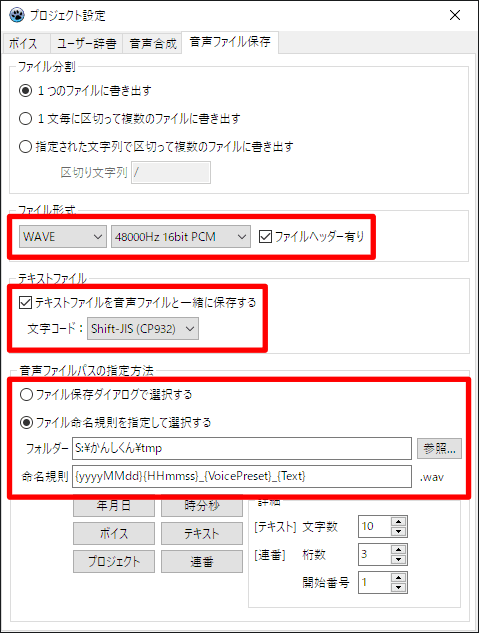 プロジェクト設定
ボイス ユーザー辞書 音声合成 音声ファイル保存
ファイル分割
1つのファイルに書き出す
1文毎に区切って複数のファイルに書き出す
指定された文字列で区切って複数のファイルに書き出す
区切り文字列 /
ファイル形式
WAVE 48000Hz 16bit PCM ファイルヘッダー有り
テキストファイル
テキストファイルを音声ファイルと一緒に保存する
文字コード： Shift-JIS (CP932)
音声ファイルパスの指定方法
ファイル保存ダイアログで選択する
ファイル命名規則を指定して選択する
フォルダー S:¥かんしくん¥tmp 参照...
命名規則 {yyyyMMdd}{HHmmss}_{VoicePreset}_{Text} .wav
年月日 時分秒 詳細
[テキスト] 文字数 10
ボイス テキスト
[連番] 桁数 3
プロジェクト 連番
開始番号 1